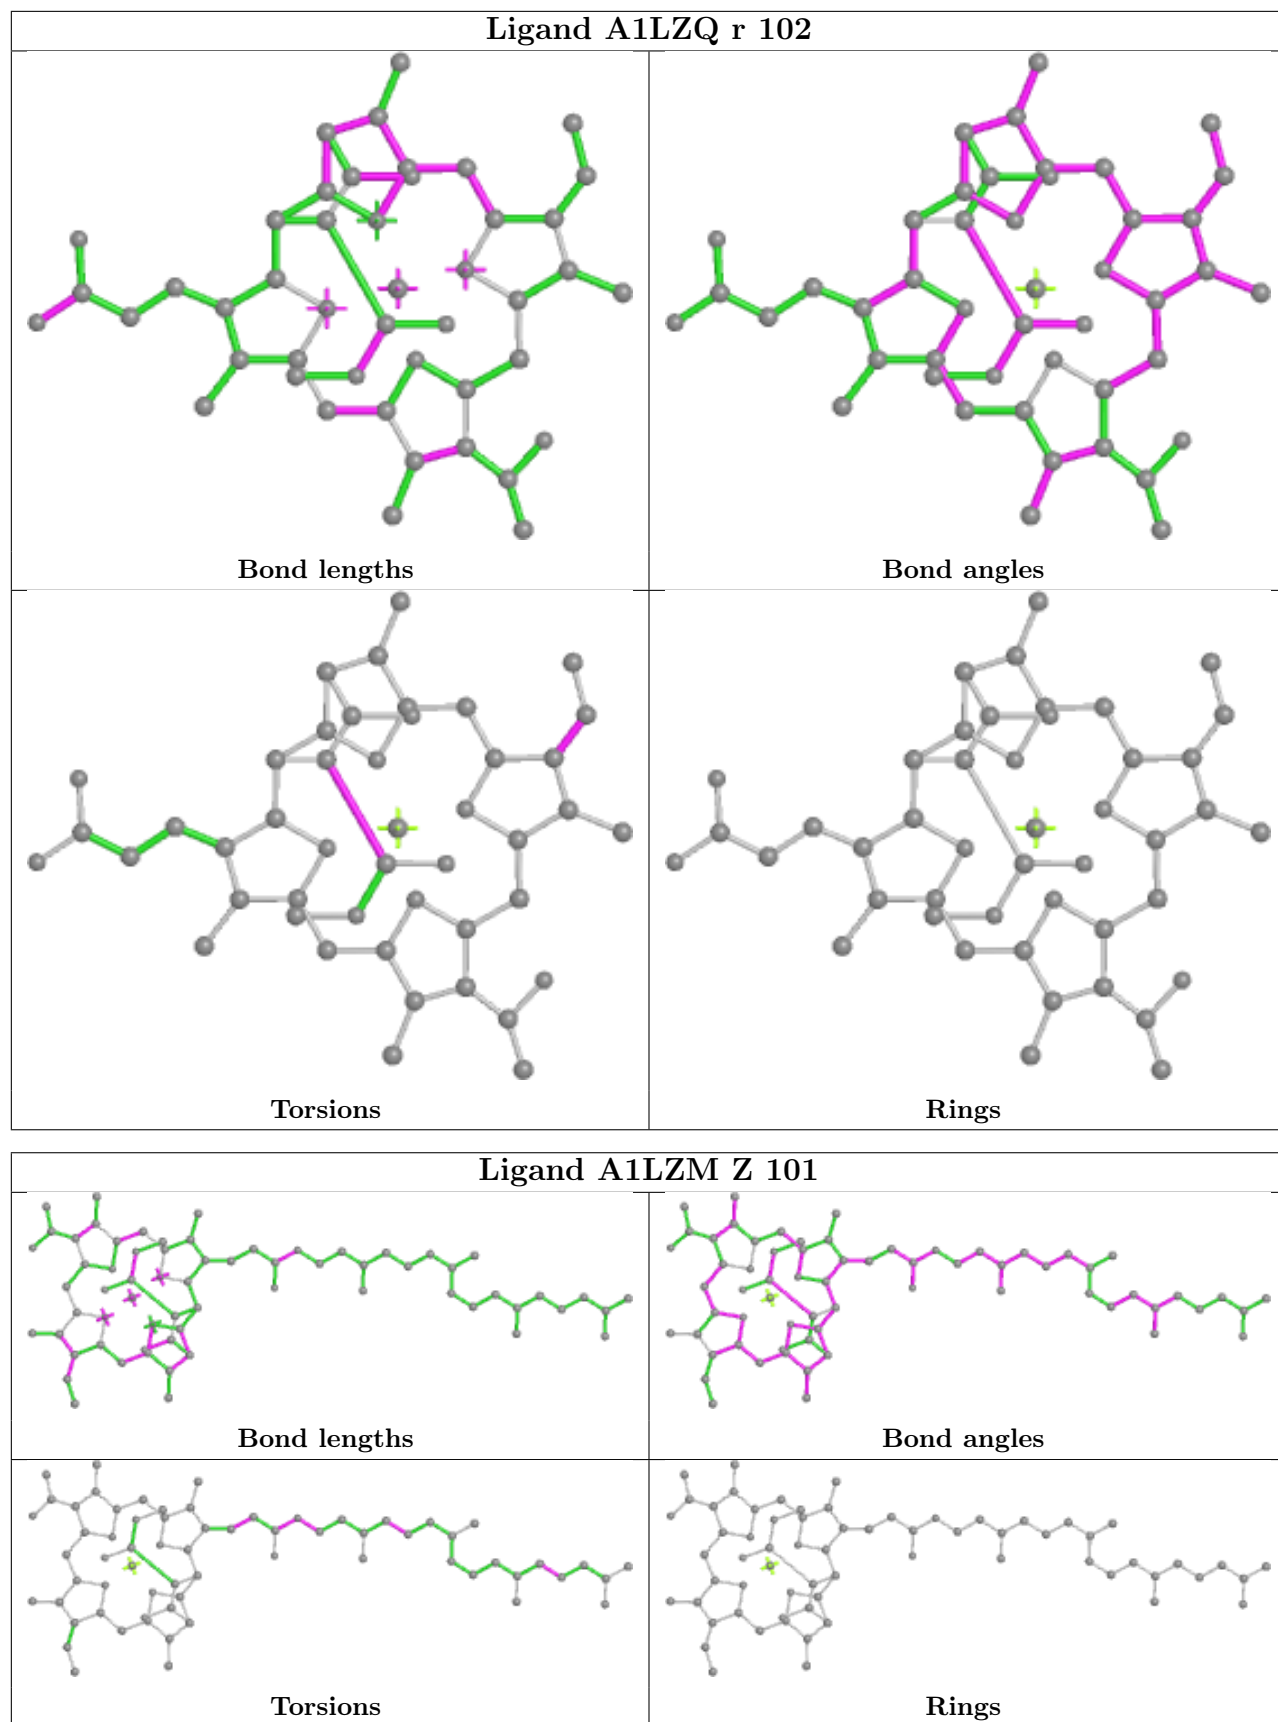 Ligand A1LZQ r 102
Bond lengths
Bond angles
Torsions
Rings
Ligand A1LZM Z 101
Bond lengths
Bond angles
Torsions
Rings